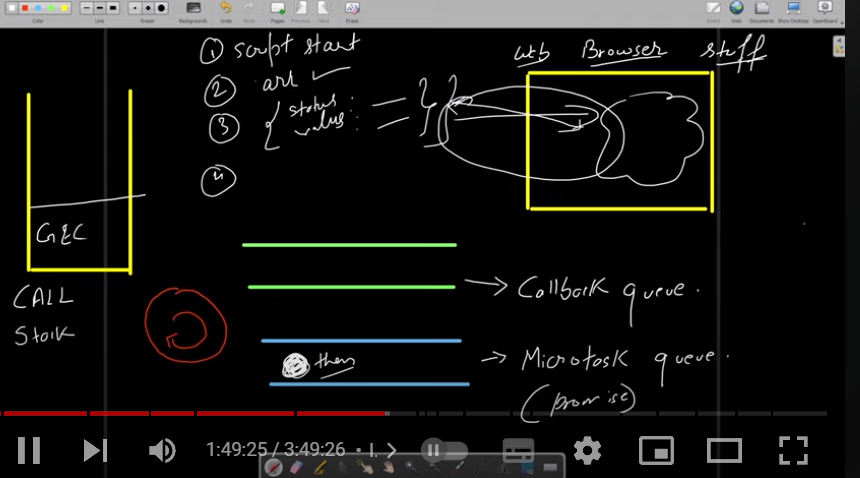 Color
Line
Eraser
Backgrounds
Undo
Redo
Pages
Previous
Next
Erase
Board
Web
Documents
Show Desktop
OpenBoard
① Script start
②
③ { status :
value :
④
Web Browser stuff
GEC
CALL
Stack
Callback queue.
then
Microtask queue.
(promise)
1:49:25 / 3:49:26 • I.